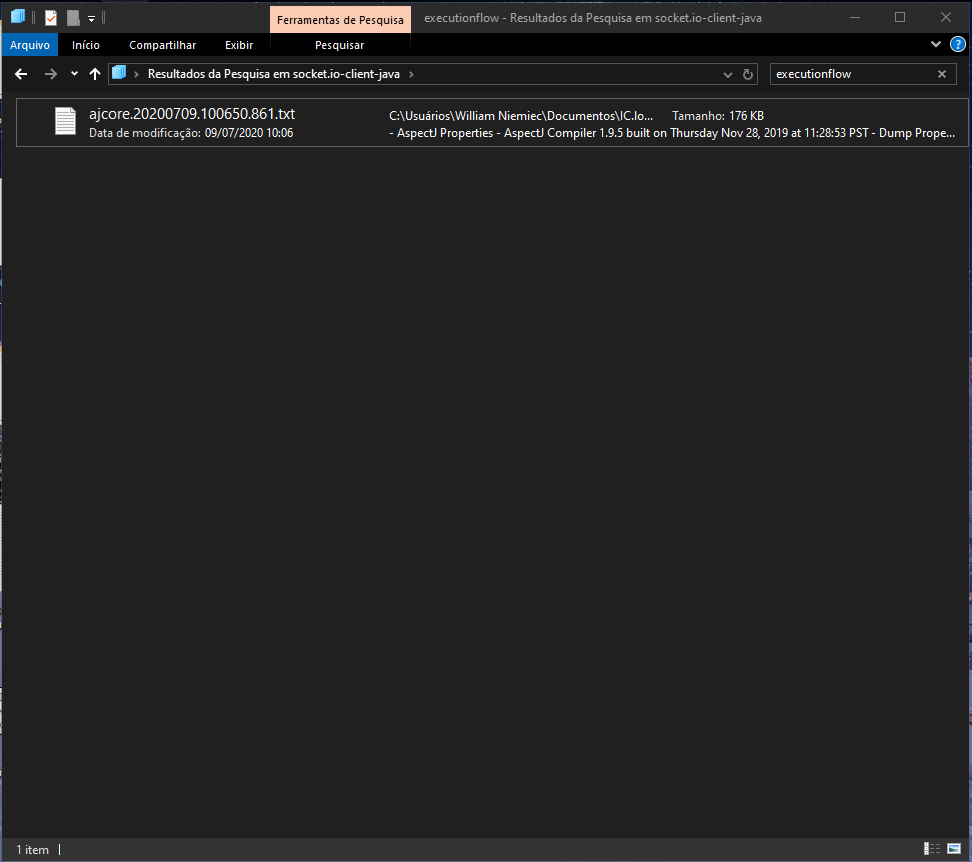 Ferramentas de Pesquisa
executionflow - Resultados da Pesquisa em socket.io-client-java
Arquivo
Início
Compartilhar
Exibir
Pesquisar
Resultados da Pesquisa em socket.io-client-java
executionflow
ajcore.20200709.100650.861.txt
C:\Usuários\William Niemiec\Documentos\IC.lo...
Tamanho: 176 KB
Data de modificação: 09/07/2020 10:06
- AspectJ Properties - AspectJ Compiler 1.9.5 built on Thursday Nov 28, 2019 at 11:28:53 PST - Dump Prope...
1 item